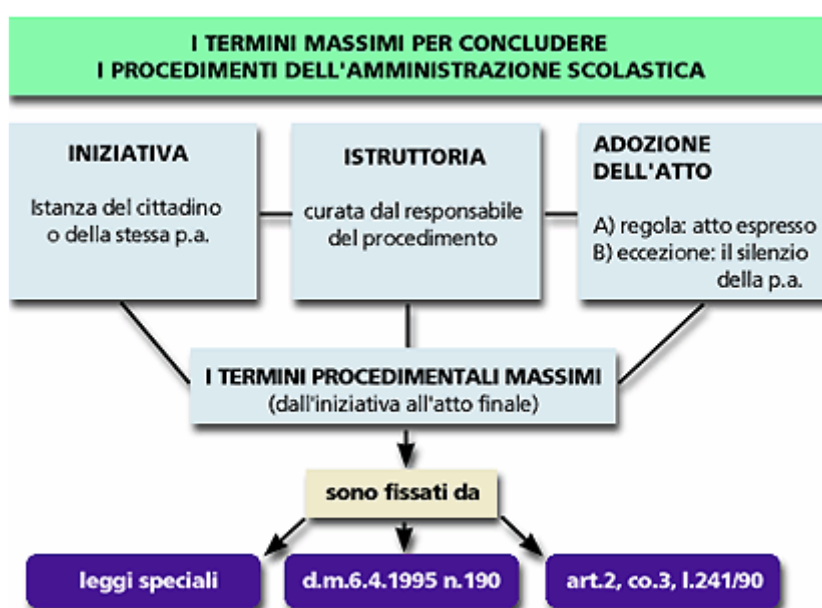 I TERMINI MASSIMI PER CONCLUDERE
I PROCEDIMENTI DELL'AMMINISTRAZIONE SCOLASTICA
INIZIATIVA
Istanza del cittadino
o della stessa p.a.
ISTRUTTORIA
curata dal responsabile
del procedimento
ADOZIONE
DELL'ATTO
A) regola: atto espresso
B) eccezione: il silenzio
della p.a.
I TERMINI PROCEDIMENTALI MASSIMI
(dall'iniziativa all'atto finale)
sono fissati da
leggi speciali
d.m.6.4.1995 n.190
art.2, co.3, l.241/90